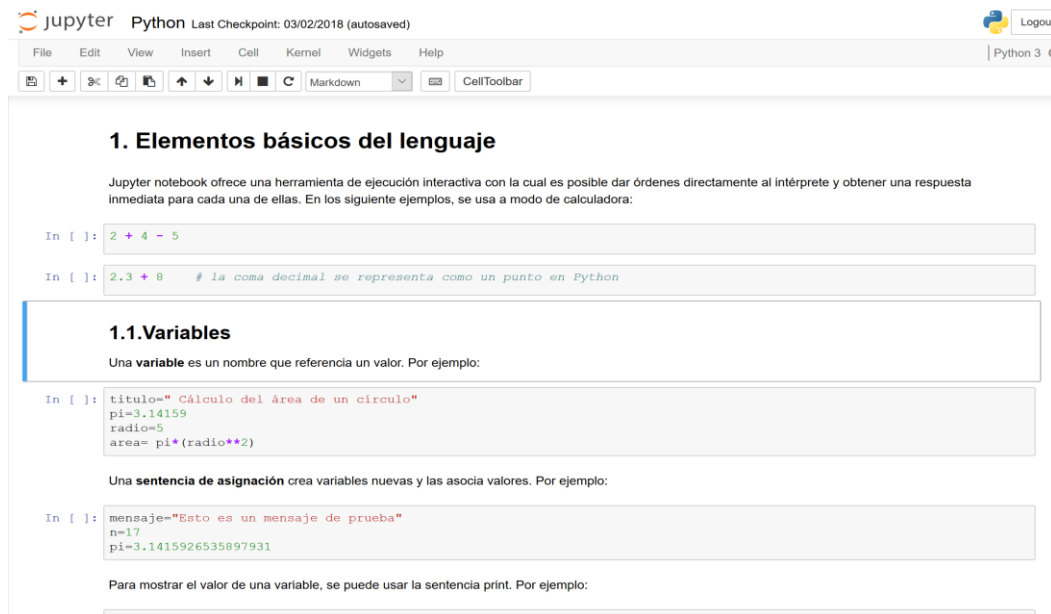 jupyter Python Last Checkpoint: 03/02/2018 (autosaved)
Logou
File Edit View Insert Cell Kernel Widgets Help
Python 3
Markdown CellToolbar
1. Elementos básicos del lenguaje
Jupyter notebook ofrece una herramienta de ejecución interactiva con la cual es posible dar órdenes directamente al intérprete y obtener una respuesta
inmediata para cada una de ellas. En los siguiente ejemplos, se usa a modo de calculadora:
In [ ]: 2 + 4 - 5
In [ ]: 2.3 + 8    # la coma decimal se representa como un punto en Python
1.1.Variables
Una variable es un nombre que referencia un valor. Por ejemplo:
In [ ]: titulo=" Cálculo del área de un círculo"
pi=3.14159
radio=5
area= pi*(radio**2)
Una sentencia de asignación crea variables nuevas y las asocia valores. Por ejemplo:
In [ ]: mensaje="Esto es un mensaje de prueba"
n=17
pi=3.1415926535897931
Para mostrar el valor de una variable, se puede usar la sentencia print. Por ejemplo: